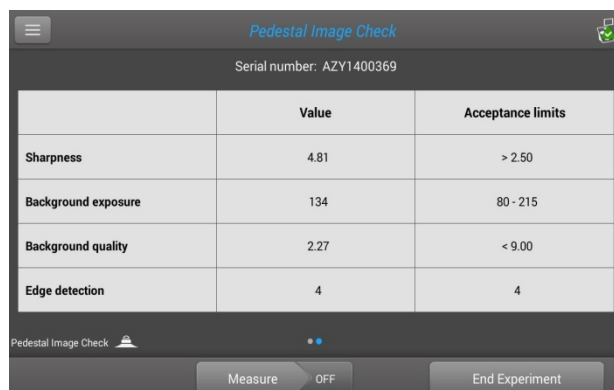 Pedestal Image Check
Serial number: AZY1400369
Value Acceptance limits
Sharpness 4.81 > 2.50
Background exposure 134 80 - 215
Background quality 2.27 < 9.00
Edge detection 4 4
Pedestal Image Check
Measure OFF End Experiment